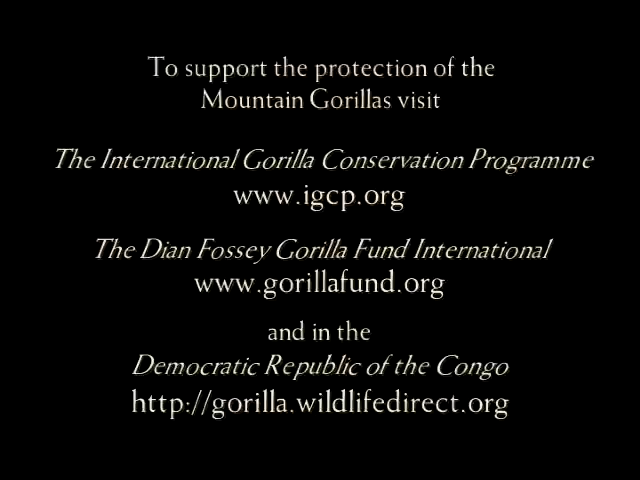 To support the protection of the
Mountain Gorillas visit
The International Gorilla Conservation Programme
www.igcp.org
The Dian Fossey Gorilla Fund International
www.gorillafund.org
and in the
Democratic Republic of the Congo
http://gorilla.wildlifedirect.org